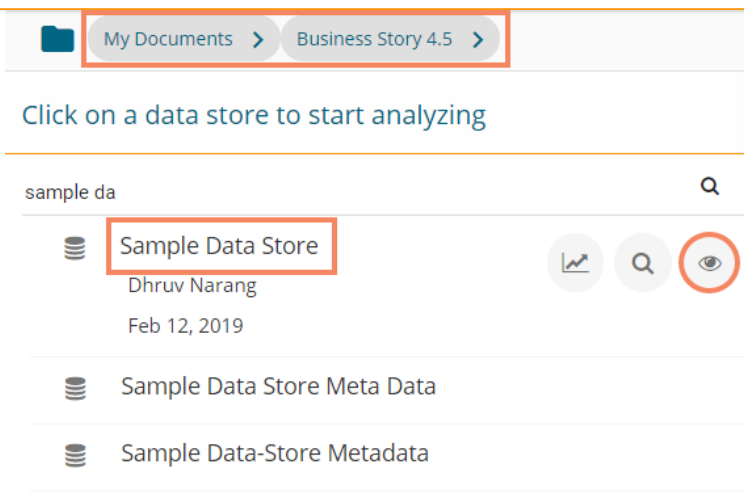 My Documents Business Story 4.5
Click on a data store to start analyzing
sample da
Sample Data Store
Dhruv Narang
Feb 12, 2019
Sample Data Store Meta Data
Sample Data-Store Metadata